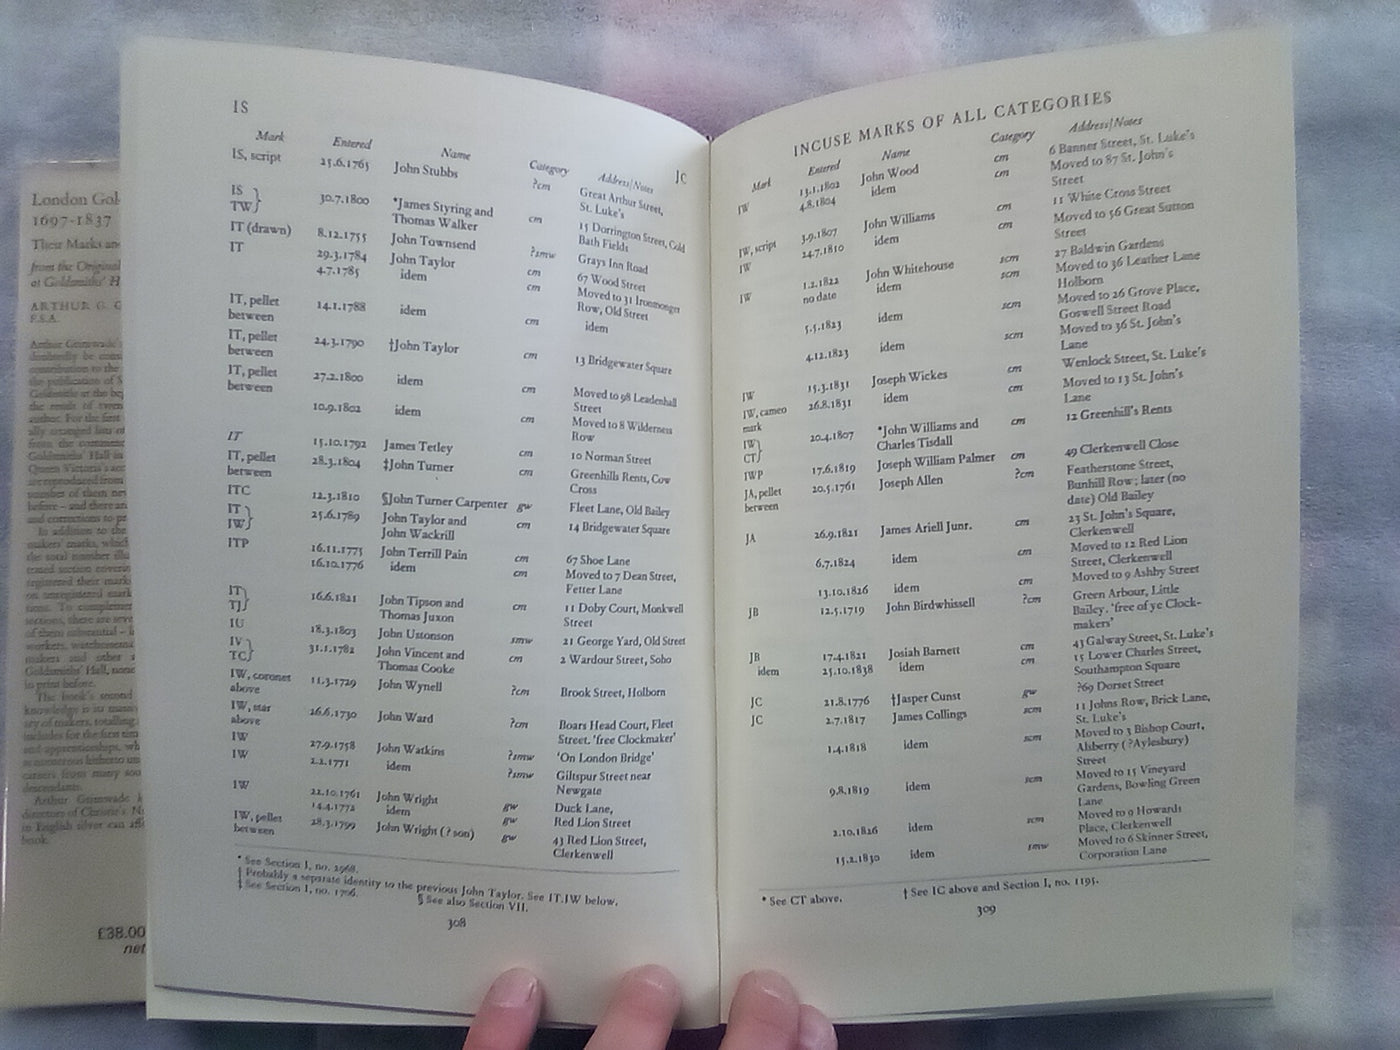 London Gol
1697-1837
Their Marks an
from the Original
at Goldsmiths' H
ARTHUR G. G
F.S.A.
£38.00
net
IS
JC
Mark Entered Name Category Address/Notes
IS, script 25.6.1765 John Stubbs ?cm Great Arthur Street,
St. Luke's
IS
TW} 30.7.1800 *James Styring and
Thomas Walker cm 15 Dorrington Street, Cold
Bath Fields
IT (drawn) 8.12.1755 John Townsend ?smw Grays Inn Road
IT 29.3.1784 John Taylor cm 67 Wood Street
4.7.1785 idem cm Moved to 31 Ironmonger
Row, Old Street
IT, pellet
between 14.1.1788 idem cm idem
IT, pellet
between 24.3.1790 †John Taylor cm 13 Bridgewater Square
IT, pellet
between 27.2.1800 idem cm Moved to 98 Leadenhall
Street
10.9.1802 idem cm Moved to 8 Wilderness
Row
IT 15.10.1792 James Tetley cm 10 Norman Street
IT, pellet
between 28.3.1804 ‡John Turner cm Greenhills Rents, Cow
Cross
ITC 12.3.1810 §John Turner Carpenter gw Fleet Lane, Old Bailey
IT
IW} 25.6.1789 John Taylor and
John Wackrill cm 14 Bridgewater Square
ITP 16.11.1775 John Terrill Pain cm 67 Shoe Lane
16.10.1776 idem cm Moved to 7 Dean Street,
Fetter Lane
IT
TJ} 16.6.1821 John Tipson and
Thomas Juxon cm 11 Doby Court, Monkwell
Street
IU 18.3.1803 John Ustonson smw 21 George Yard, Old Street
IV
TC} 31.1.1782 John Vincent and
Thomas Cooke cm 2 Wardour Street, Soho
IW, coronet
above 11.3.1729 John Wynell ?cm Brook Street, Holborn
IW, star
above 26.6.1730 John Ward ?cm Boars Head Court, Fleet
Street. 'free Clockmaker'
IW 27.9.1758 John Watkins ?smw 'On London Bridge'
IW 2.2.1771 idem ?smw Giltspur Street near
Newgate
IW 22.10.1761 John Wright gw Duck Lane,
14.4.1772 idem gw Red Lion Street
IW, pellet
between 28.3.1799 John Wright (? son) gw 43 Red Lion Street,
Clerkenwell
* See Section I, no. 2968.
† Probably a separate identity to the previous John Taylor. See IT.IW below.
‡ See Section I, no. 1706. § See also Section VII.
308
INCUSE MARKS OF ALL CATEGORIES
Mark Entered Name Category Address/Notes
IW 13.1.1802 John Wood cm 6 Banner Street, St. Luke's
4.8.1804 idem cm Moved to 87 St. John's
Street
IW, script 3.9.1807 John Williams cm 11 White Cross Street
IW 24.7.1810 idem cm Moved to 56 Great Sutton
Street
IW 1.2.1822 John Whitehouse scm 27 Baldwin Gardens
no date idem scm Moved to 36 Leather Lane
Holborn
5.5.1823 idem scm Moved to 26 Grove Place,
Goswell Street Road
4.12.1823 idem scm Moved to 36 St. John's
Lane
IW 15.3.1831 Joseph Wickes cm Wenlock Street, St. Luke's
IW, cameo
mark 26.8.1831 idem cm Moved to 13 St. John's
Lane
IW
CT} 20.4.1807 *John Williams and
Charles Tisdall cm 12 Greenhill's Rents
IWP 17.6.1819 Joseph William Palmer cm 49 Clerkenwell Close
JA, pellet
between 20.5.1761 Joseph Allen ?cm Featherstone Street,
Bunhill Row; later (no
date) Old Bailey
JA 26.9.1821 James Ariell Junr. cm 23 St. John's Square,
Clerkenwell
6.7.1824 idem cm Moved to 12 Red Lion
Street, Clerkenwell
13.10.1826 idem cm Moved to 9 Ashby Street
JB 12.5.1719 John Birdwhissell ?cm Green Arbour, Little
Bailey. 'free of ye Clock-
makers'
JB 17.4.1821 Josiah Barnett cm 43 Galway Street, St. Luke's
idem 25.10.1838 idem cm 15 Lower Charles Street,
Southampton Square
JC 21.8.1776 †Jasper Cunst gw ?69 Dorset Street
JC 2.7.1817 James Collings scm 11 Johns Row, Brick Lane,
St. Luke's
1.4.1818 idem scm Moved to 3 Bishop Court,
Alsberry (?Aylesbury)
Street
9.8.1819 idem scm Moved to 15 Vineyard
Gardens, Bowling Green
Lane
2.10.1826 idem scm Moved to 9 Howards
Place, Clerkenwell
15.2.1830 idem smw Moved to 6 Skinner Street,
Corporation Lane
* See CT above. † See IC above and Section I, no. 1195.
309